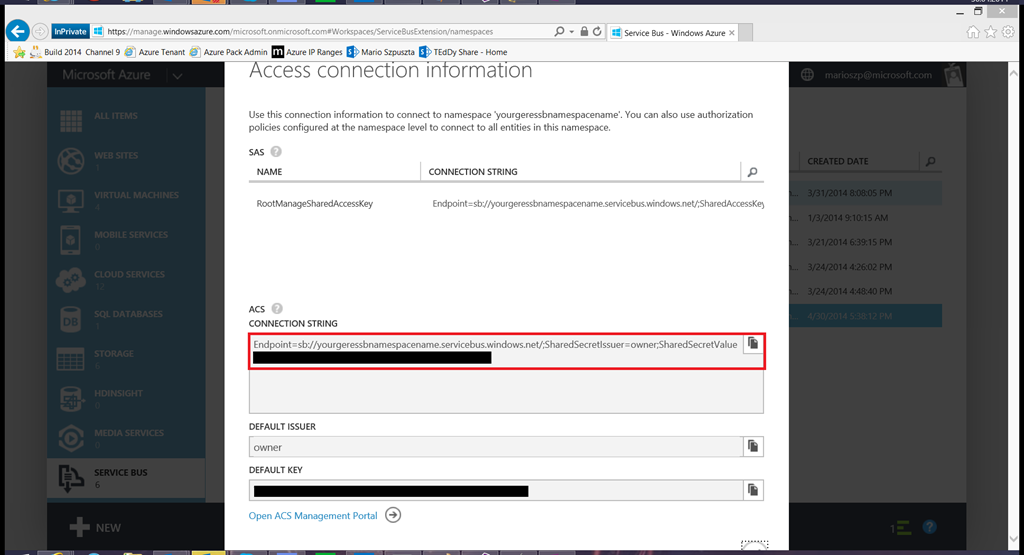 InPrivate
https://manage.windowsazure.com/microsoft.onmicrosoft.com#Workspaces/ServiceBusExtension/namespaces
Service Bus - Windows Azure
Build 2014
Channel 9
Azure Tenant
Azure Pack Admin
Azure IP Ranges
Mario Szpuszta
TEdDy Share - Home
Microsoft Azure
marioszp@microsoft.com
ALL ITEMS
WEB SITES
1
VIRTUAL MACHINES
MOBILE SERVICES
0
CLOUD SERVICES
SQL DATABASES
STORAGE
HDINSIGHT
0
MEDIA SERVICES
0
SERVICE BUS
6
NEW
Access connection information
Use this connection information to connect to namespace 'yourgeressbnamespacename'. You can also use authorization
policies configured at the namespace level to connect to all entities in this namespace.
SAS ?
NAME
CONNECTION STRING
RootManageSharedAccessKey
Endpoint=sb://yourgeressbnamespacename.servicebus.windows.net/;SharedAccessKey
ACS ?
CONNECTION STRING
Endpoint=sb://yourgeressbnamespacename.servicebus.windows.net/;SharedSecretIssuer=owner;SharedSecretValue
DEFAULT ISSUER
owner
DEFAULT KEY
Open ACS Management Portal
CREATED DATE
3/31/2014 8:08:05 PM
1/3/2014 9:10:15 AM
3/21/2014 6:39:15 PM
3/24/2014 4:26:02 PM
3/24/2014 4:48:40 PM
4/30/2014 5:38:12 PM
1
?